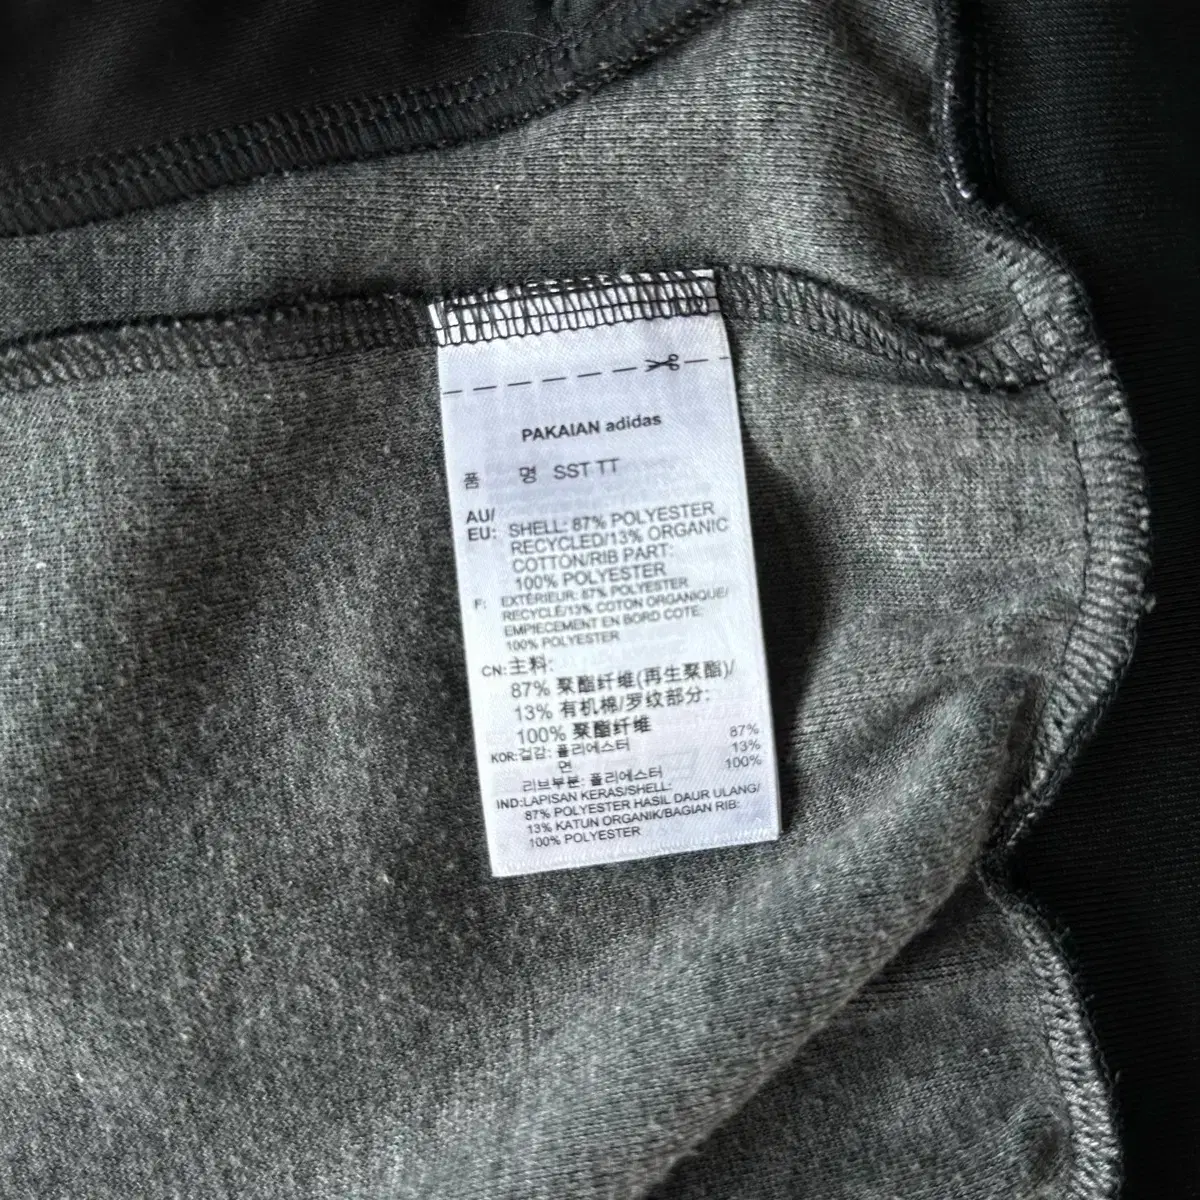 PAKAIAN adidas
품 명 SST TT
AU/
EU: SHELL: 87% POLYESTER
RECYCLED/13% ORGANIC
COTTON/RIB PART:
100% POLYESTER
F: EXTÉRIEUR: 87% POLYESTER
RECYCLÉ/13% COTON ORGANIQUE/
EMPIECEMENT EN BORD COTE:
100% POLYESTER
CN:主料:
87% 聚酯纤维(再生聚酯)/
13% 有机棉/罗纹部分:
100% 聚酯纤维
KOR:겉감: 폴리에스터 87%
면 13%
리브부분: 폴리에스터 100%
IND:LAPISAN KERAS/SHELL:
87% POLYESTER HASIL DAUR ULANG/
13% KATUN ORGANIK/BAGIAN RIB:
100% POLYESTER